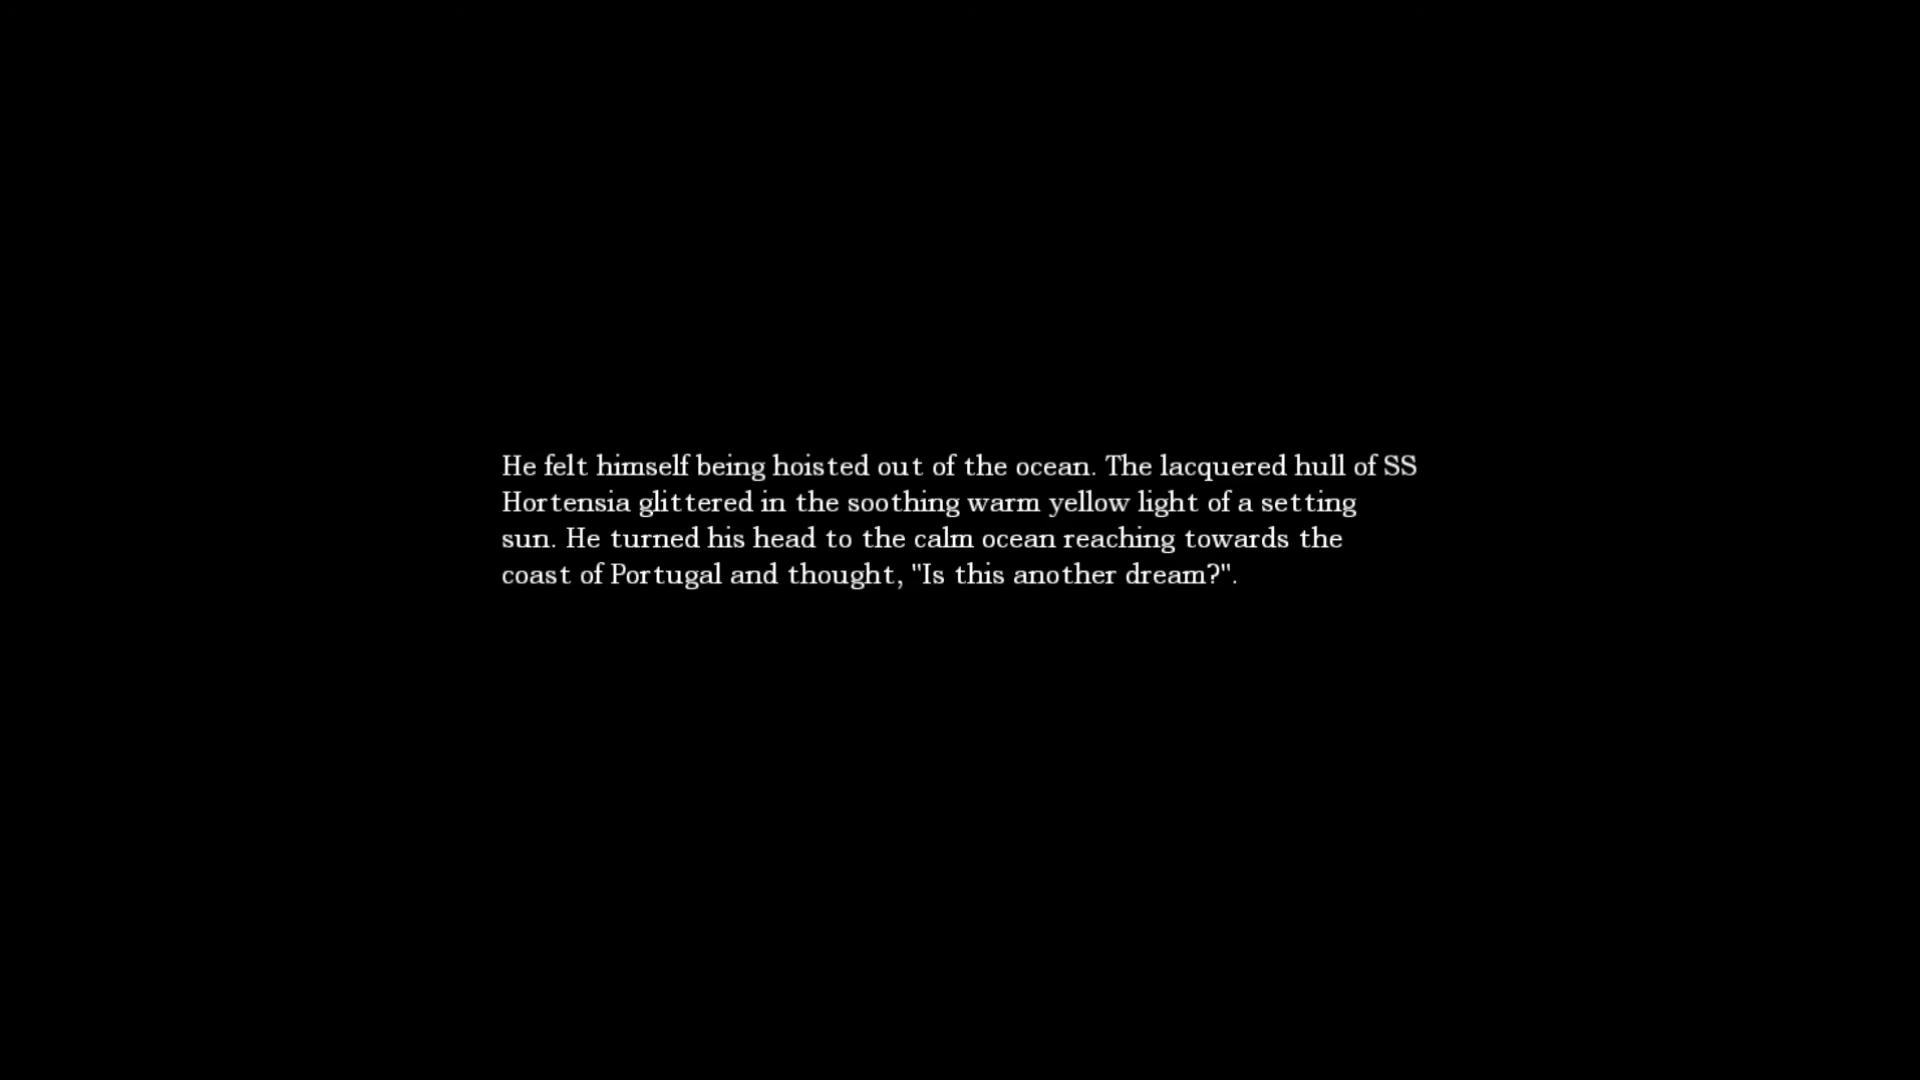 He felt himself being hoisted out of the ocean. The lacquered hull of SS
Hortensia glittered in the soothing warm yellow light of a setting
sun. He turned his head to the calm ocean reaching towards the
coast of Portugal and thought, "Is this another dream?".